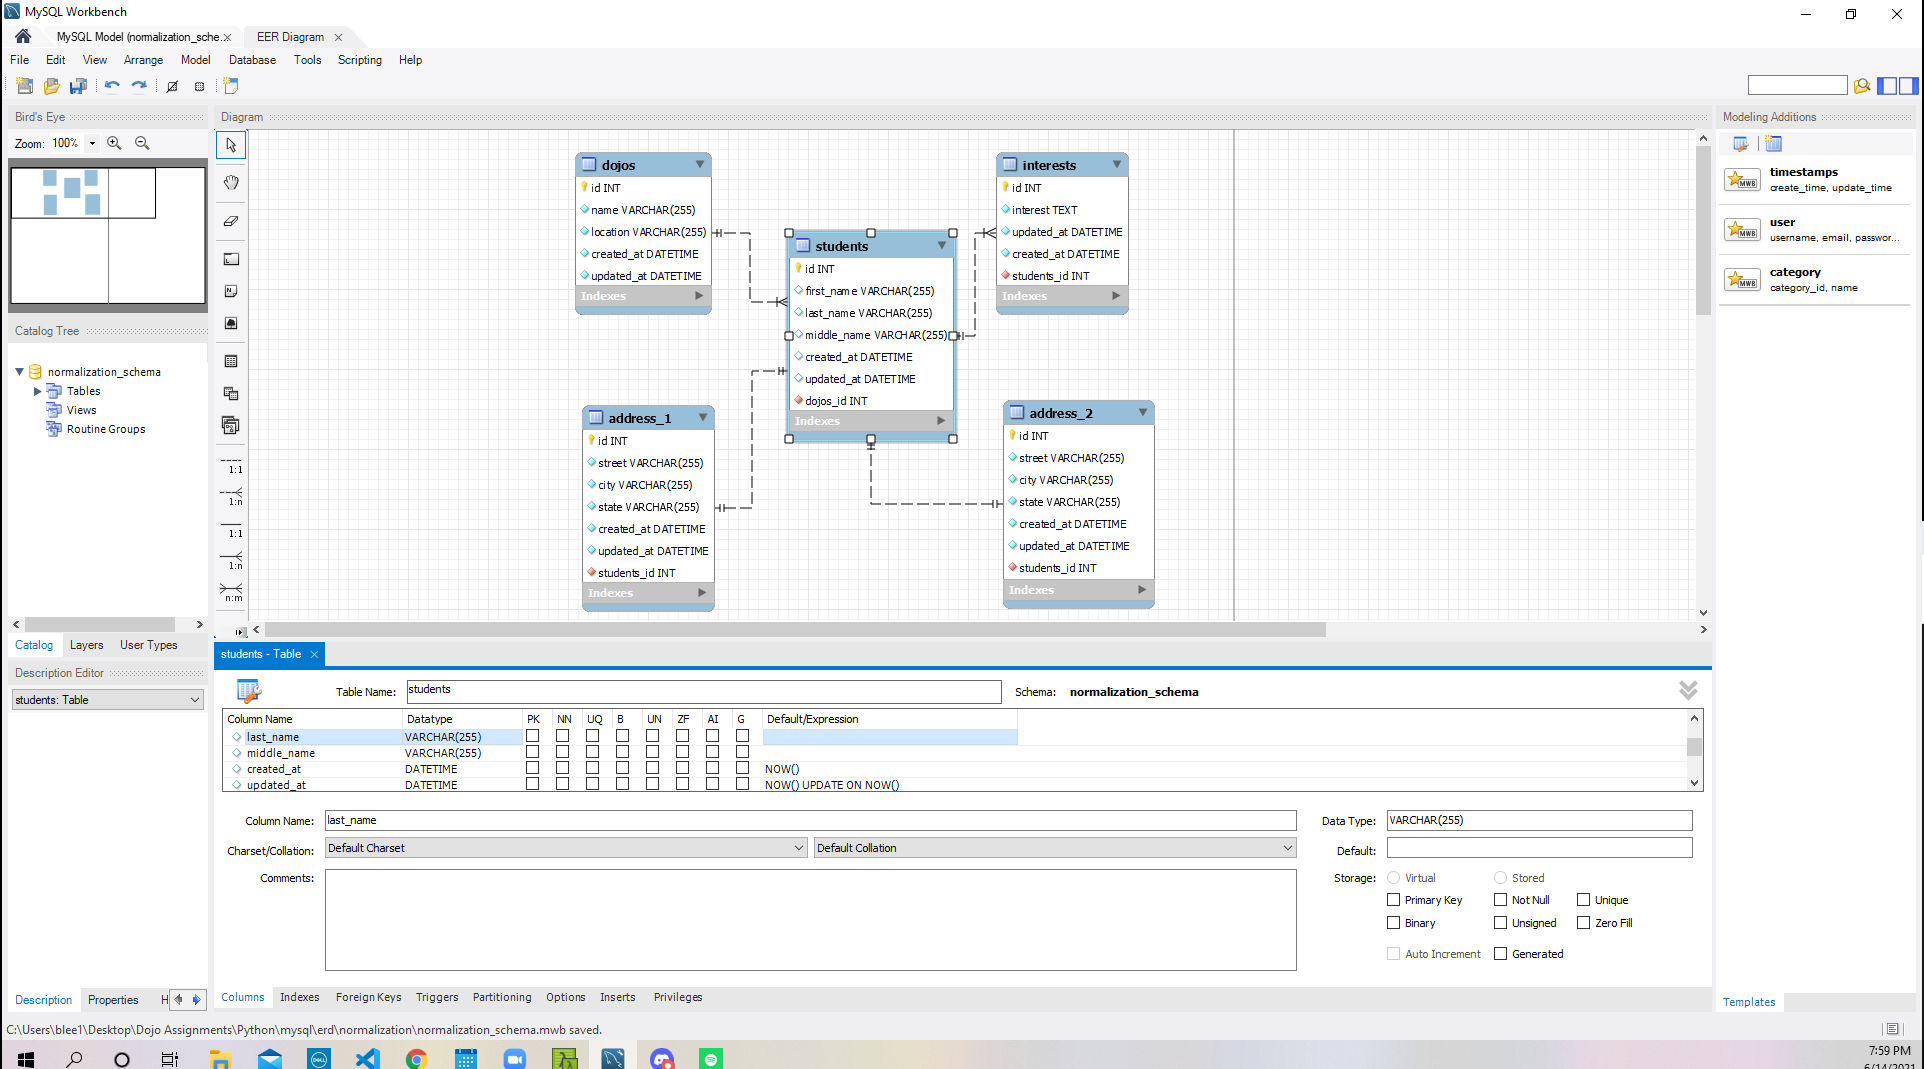 MySQL Workbench
MySQL Model (normalization_sche...
EER Diagram
File Edit View Arrange Model Database Tools Scripting Help
Bird's Eye
Zoom: 100%
Catalog Tree
normalization_schema
Tables
Views
Routine Groups
Catalog Layers User Types
Description Editor
students: Table
Description Properties H
Diagram
1:1
1:n
1:1
1:n
n:m
dojos
id INT
name VARCHAR(255)
location VARCHAR(255)
created_at DATETIME
updated_at DATETIME
Indexes
students
id INT
first_name VARCHAR(255)
last_name VARCHAR(255)
middle_name VARCHAR(255)
created_at DATETIME
updated_at DATETIME
dojos_id INT
Indexes
interests
id INT
interest TEXT
updated_at DATETIME
created_at DATETIME
students_id INT
Indexes
address_1
id INT
street VARCHAR(255)
city VARCHAR(255)
state VARCHAR(255)
created_at DATETIME
updated_at DATETIME
students_id INT
Indexes
address_2
id INT
street VARCHAR(255)
city VARCHAR(255)
state VARCHAR(255)
created_at DATETIME
updated_at DATETIME
students_id INT
Indexes
Modeling Additions
MWB
timestamps
create_time, update_time
MWB
user
username, email, passwor...
MWB
category
category_id, name
Templates
students - Table
Table Name: students Schema: normalization_schema
Column Name Datatype PK NN UQ B UN ZF AI G Default/Expression
last_name VARCHAR(255)
middle_name VARCHAR(255)
created_at DATETIME NOW()
updated_at DATETIME NOW() UPDATE ON NOW()
Column Name: last_name Data Type: VARCHAR(255)
Charset/Collation: Default Charset Default Collation Default:
Comments: Storage: Virtual Stored
Primary Key Not Null Unique
Binary Unsigned Zero Fill
Auto Increment Generated
Columns Indexes Foreign Keys Triggers Partitioning Options Inserts Privileges
C:\Users\blee1\Desktop\Dojo Assignments\Python\mysql\erd\normalization\normalization_schema.mwb saved.
DELL
7:59 PM
6/14/2021